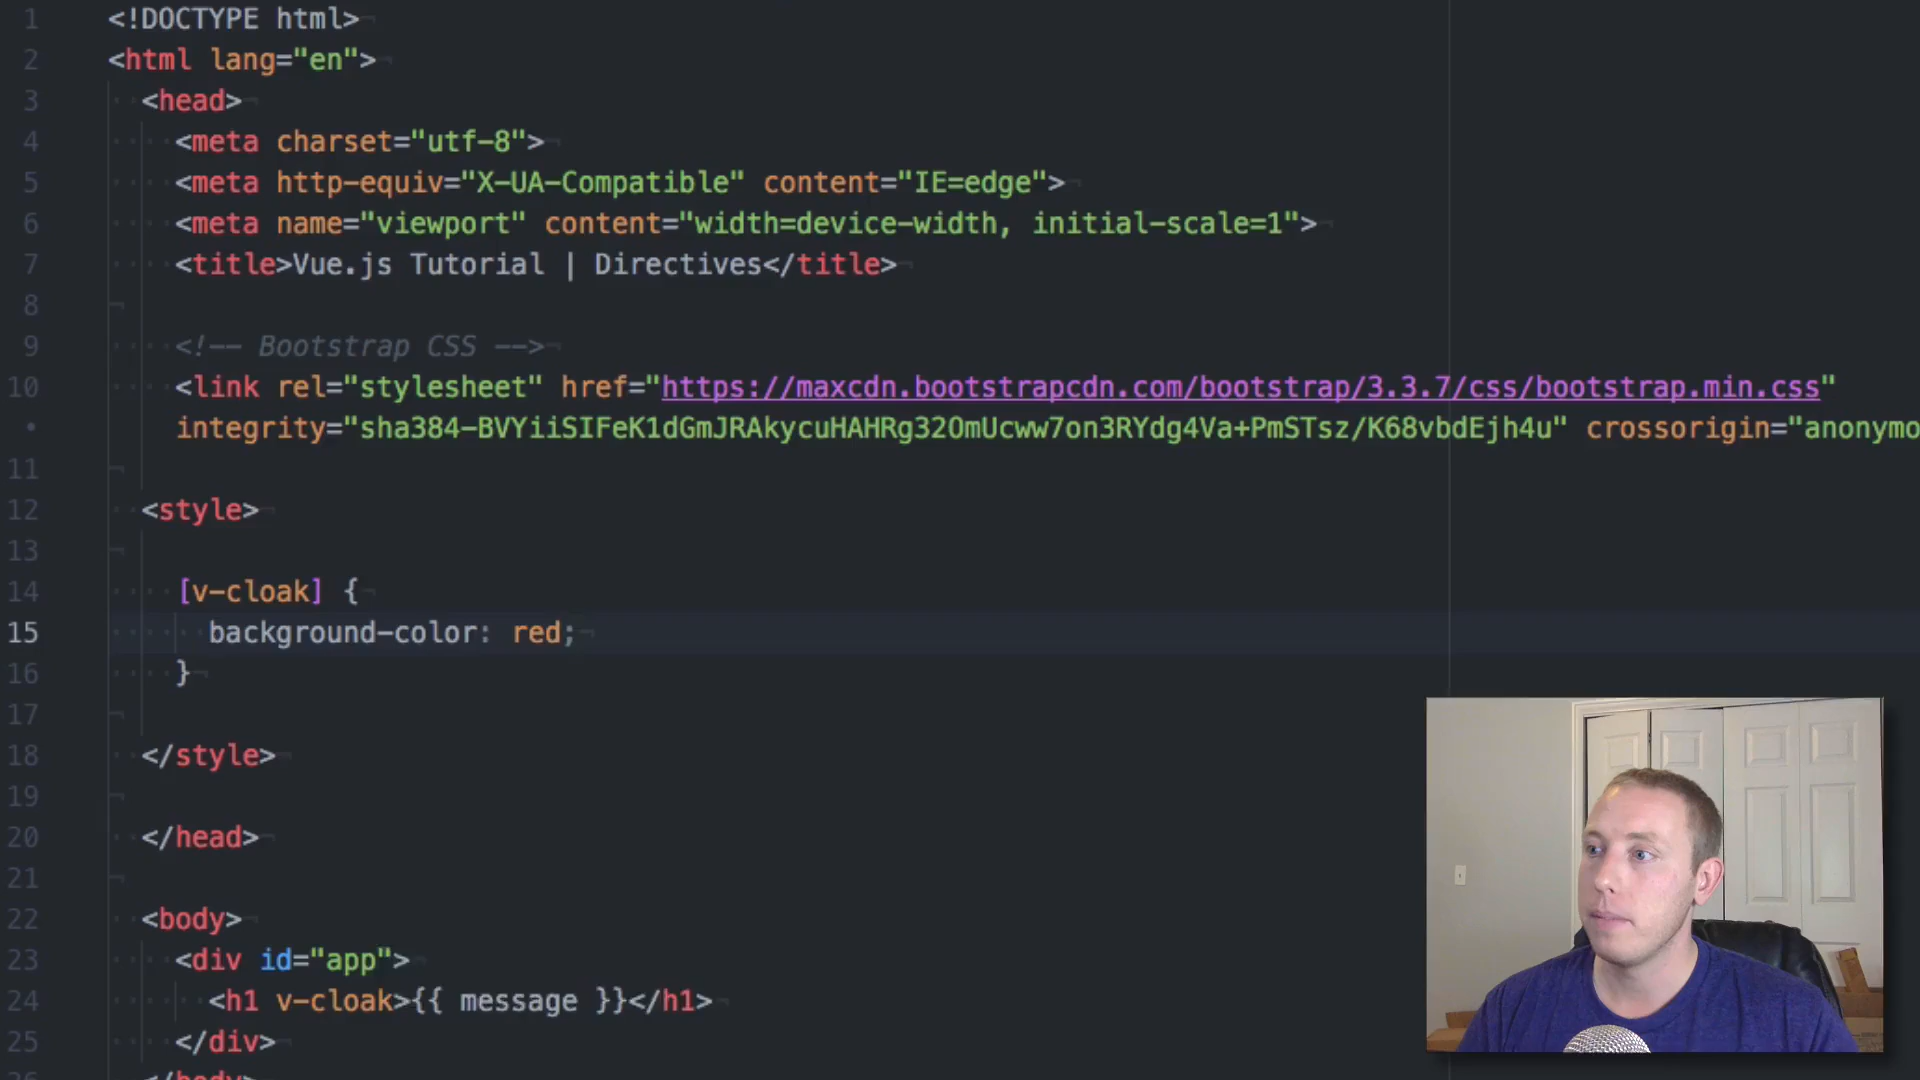 1 <!DOCTYPE html>
2 <html lang="en">
3 <head>
4 <meta charset="utf-8">
5 <meta http-equiv="X-UA-Compatible" content="IE=edge">
6 <meta name="viewport" content="width=device-width, initial-scale=1">
7 <title>Vue.js Tutorial | Directives</title>
8
9 <!-- Bootstrap CSS -->
10 <link rel="stylesheet" href="https://maxcdn.bootstrapcdn.com/bootstrap/3.3.7/css/bootstrap.min.css"
• integrity="sha384-BVYiiSIFeK1dGmJRAkycuHAHRg32OmUcww7on3RYdg4Va+PmSTsz/K68vbdEjh4u" crossorigin="anonymo
11
12 <style>
13
14 [v-cloak] {
15 background-color: red;
16 }
17
18 </style>
19
20 </head>
21
22 <body>
23 <div id="app">
24 <h1 v-cloak>{{ message }}</h1>
25 </div>
26 </body>